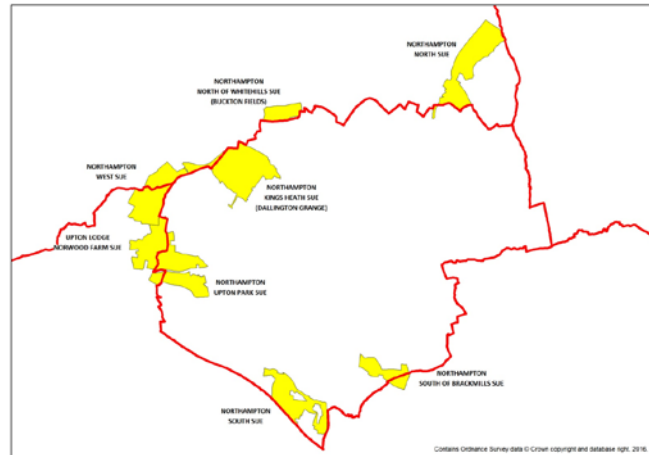 NORTHAMPTON
NORTH SUE
NORTHAMPTON
NORTH OF WHITEHILLS SUE
(BUCKTON FIELDS)
NORTHAMPTON
WEST SUE
NORTHAMPTON
KINGS HEATH SUE
(DALLINGTON GRANGE)
UPTON LODGE
NORWOOD FARM SUE
NORTHAMPTON
UPTON PARK SUE
NORTHAMPTON
SOUTH OF BRACKMILLS SUE
NORTHAMPTON
SOUTH SUE
Contains Ordnance Survey data © Crown copyright and database right, 2016.